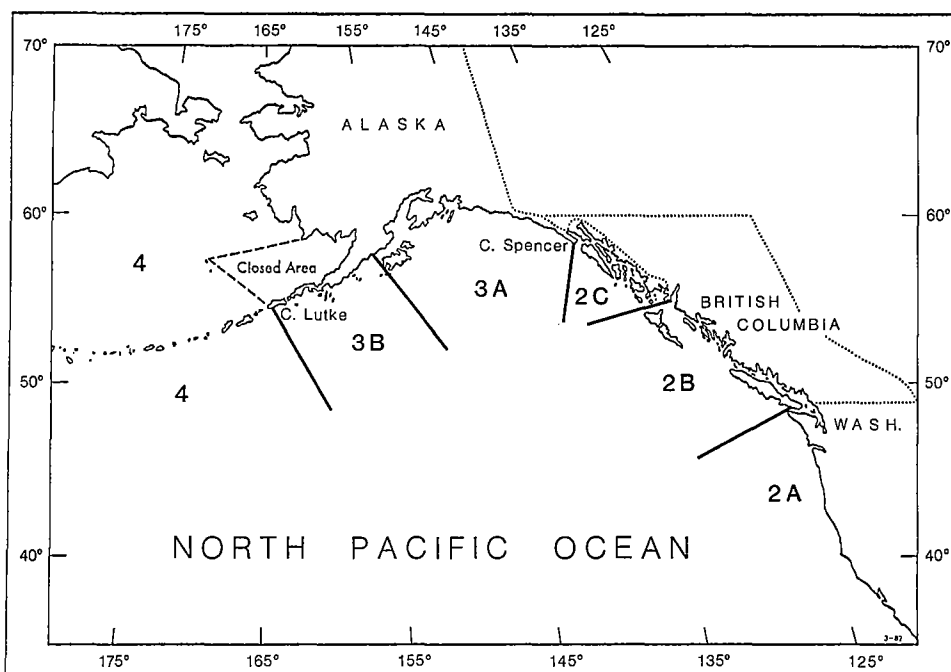 175° 165° 155° 145° 135° 125°
70° 70°
ALASKA
60° 60°
C. Spencer
4 Closed Area
3A 2C BRITISH
C. Lutke COLUMBIA
3B
4 50° 2B 50°
WASH.
2A
NORTH PACIFIC OCEAN
40° 40°
3-87
175° 165° 155° 145° 135° 125°